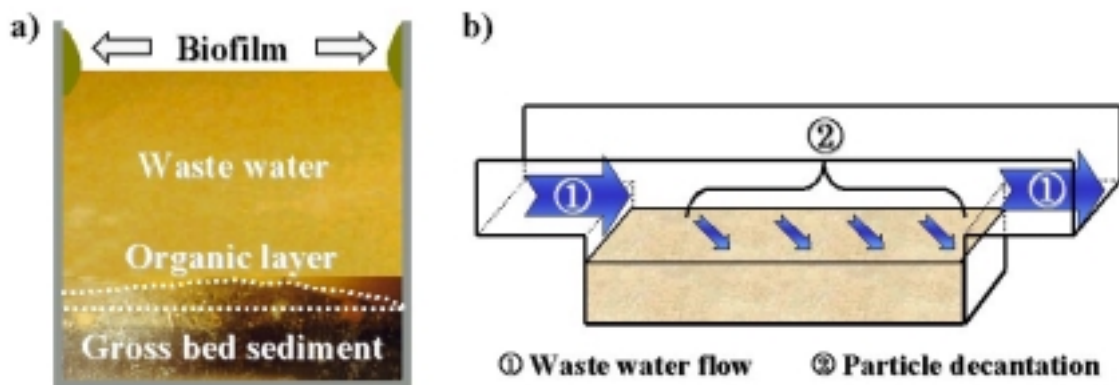 a)
Biofilm
Waste water
Organic layer
Gross bed sediment
b)
②
① ①
① Waste water flow ② Particle decantation